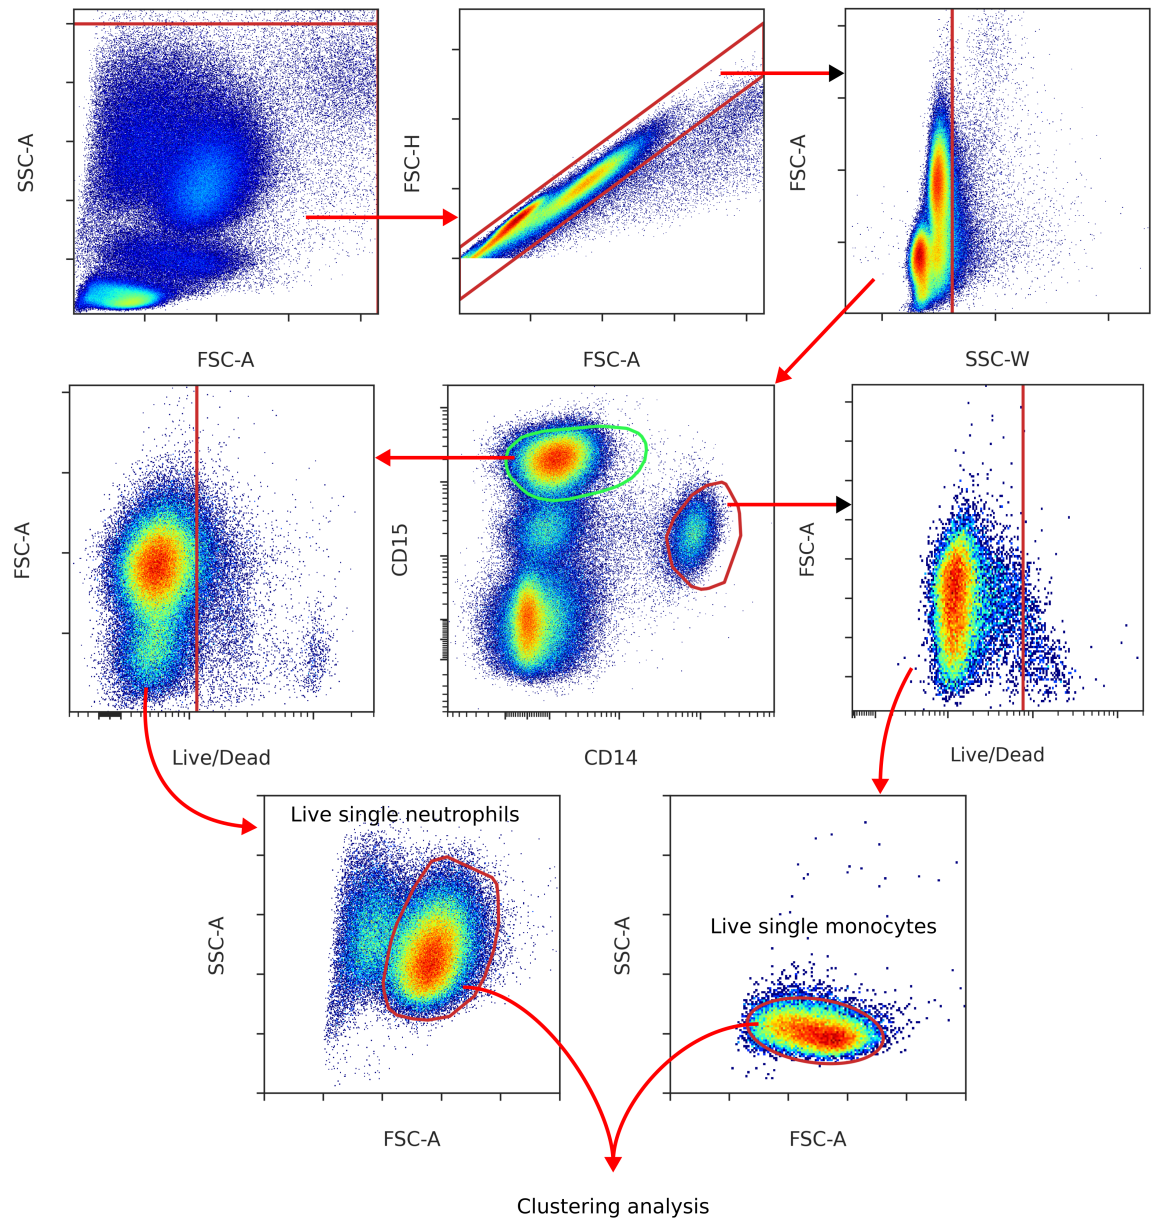 SSC-A
FSC-A
FSC-H
FSC-A
FSC-A
SSC-W
FSC-A
Live/Dead
CD15
CD14
FSC-A
Live/Dead
Live single neutrophils
SSC-A
FSC-A
Live single monocytes
SSC-A
FSC-A
Clustering analysis